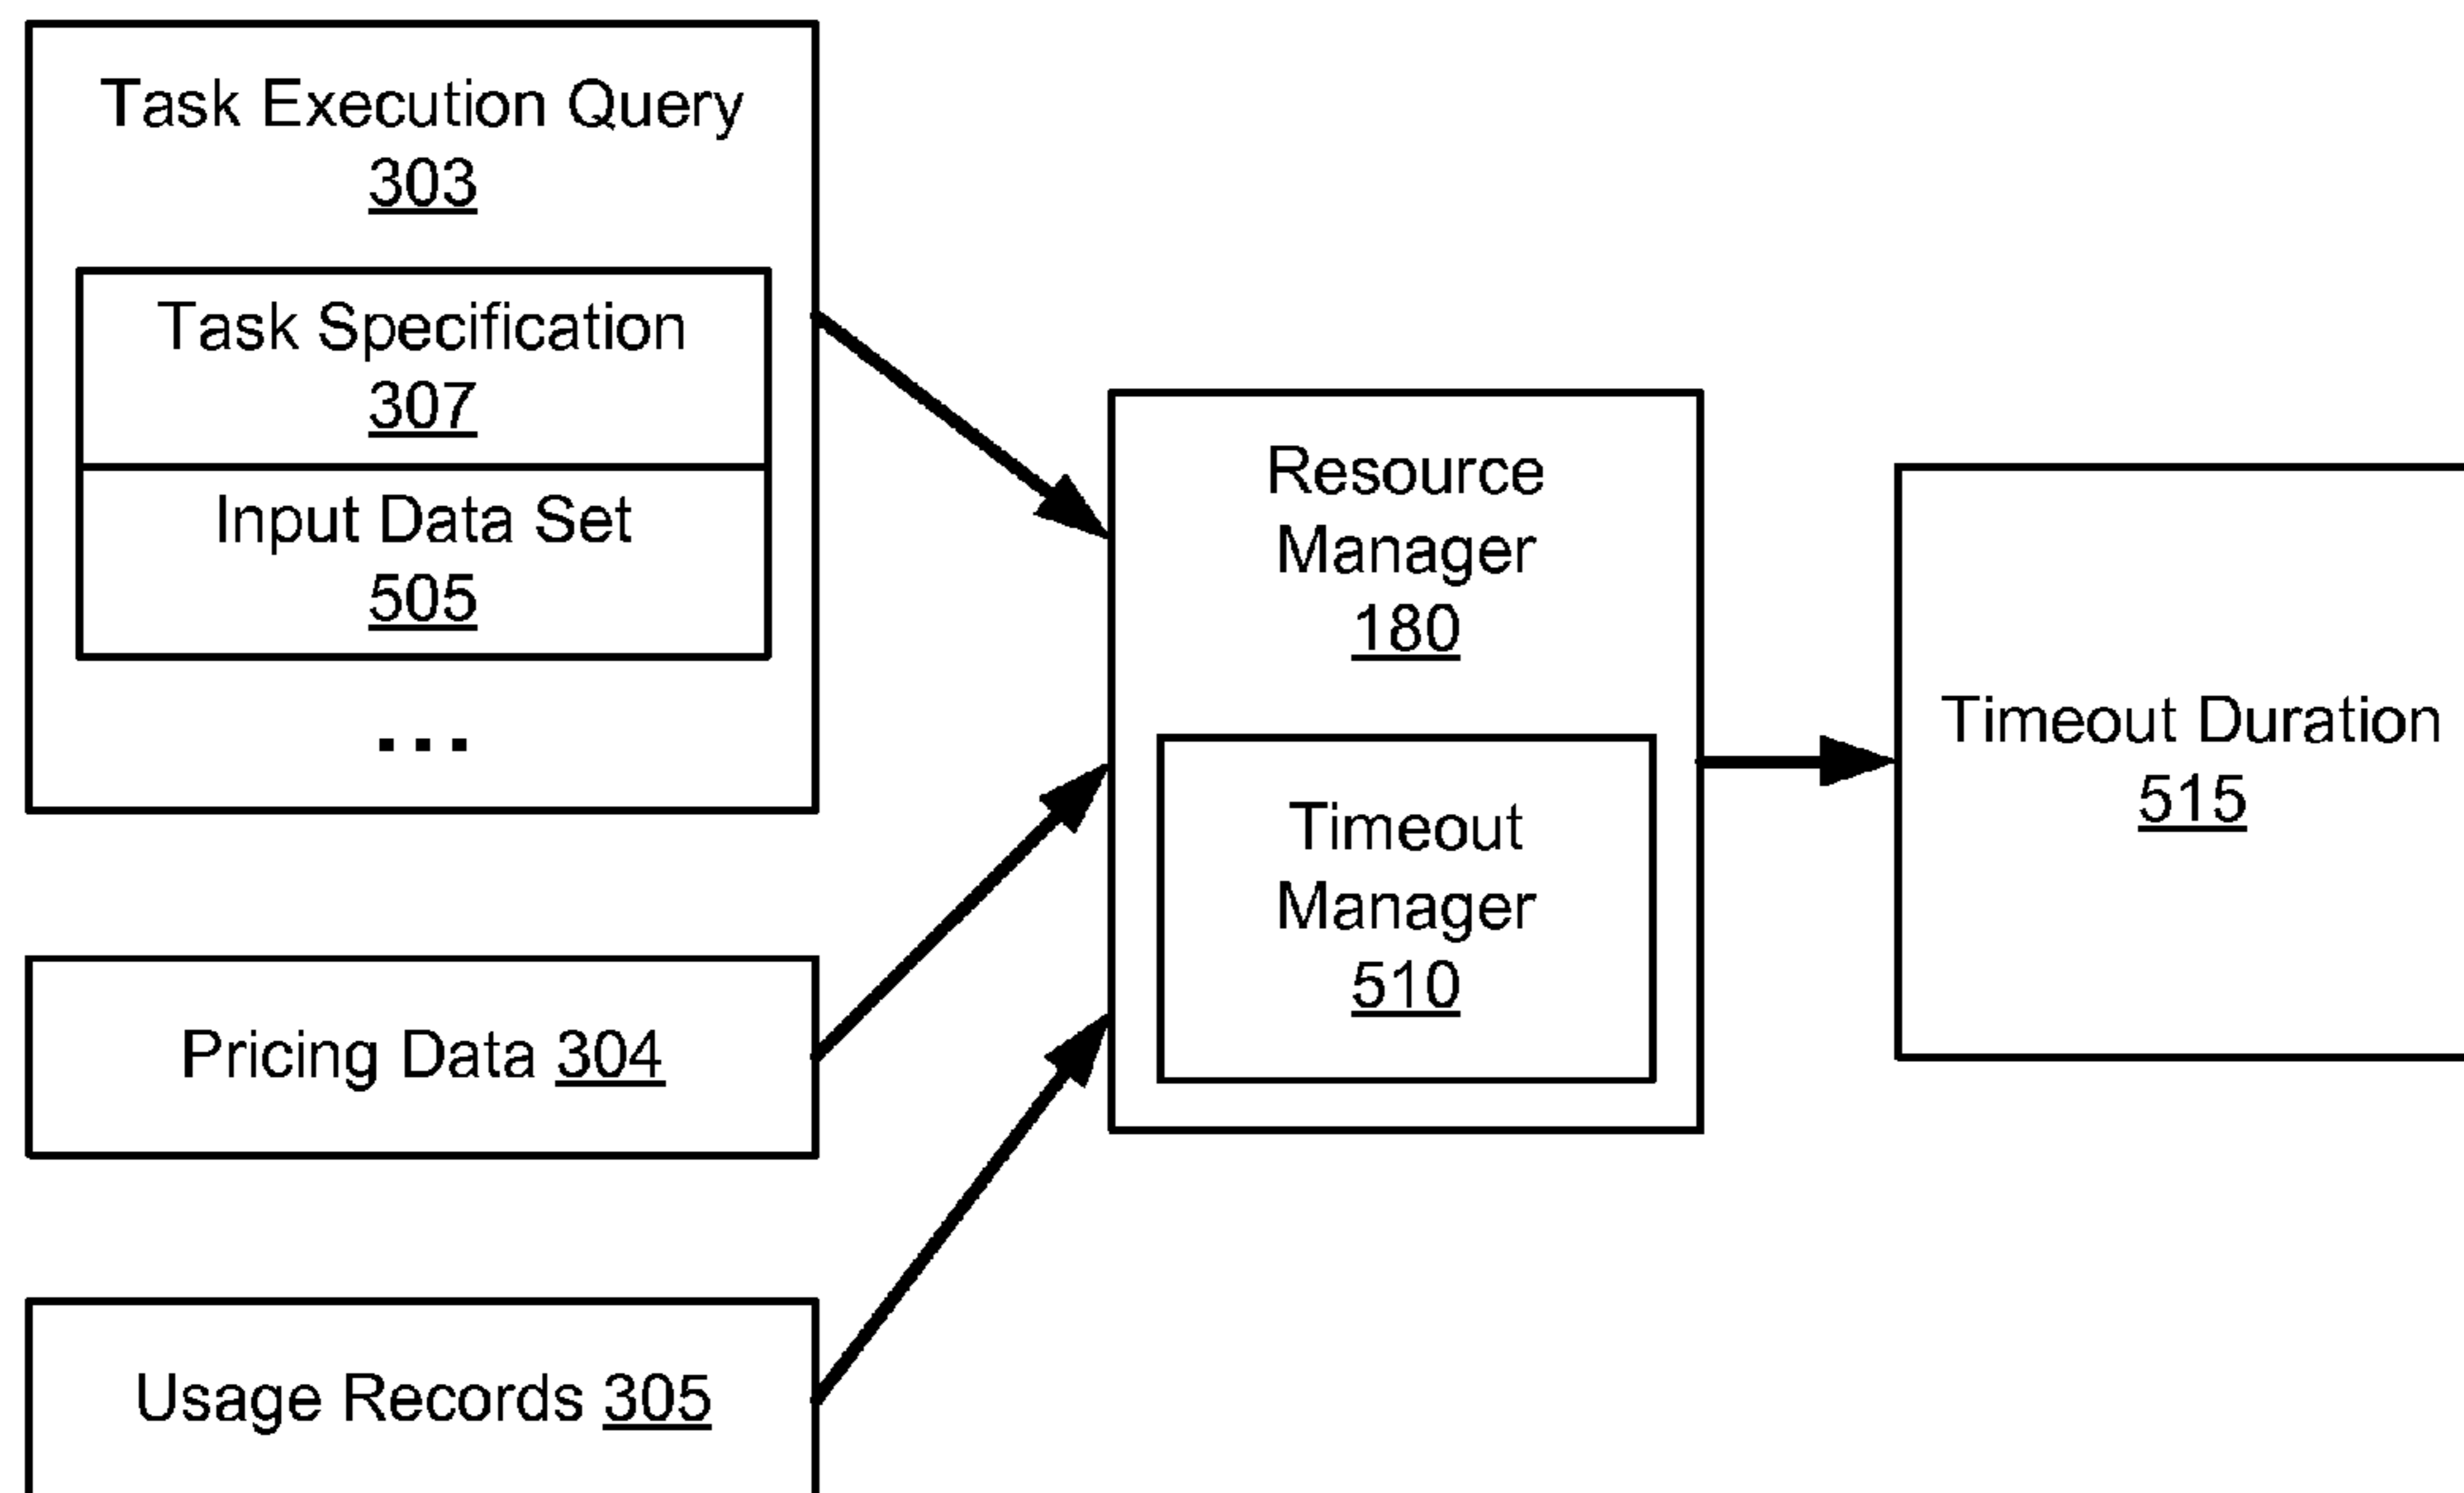 Task Execution Query
303
Task Specification
307
Input Data Set
505
...
Pricing Data 304
Usage Records 305
Resource
Manager
180
Timeout
Manager
510
Timeout Duration
515